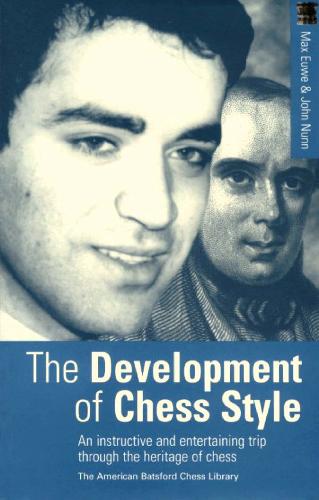 Max Euwe & John Nunn
The Development
of Chess Style
An instructive and entertaining trip
through the heritage of chess
The American Batsford Chess Library